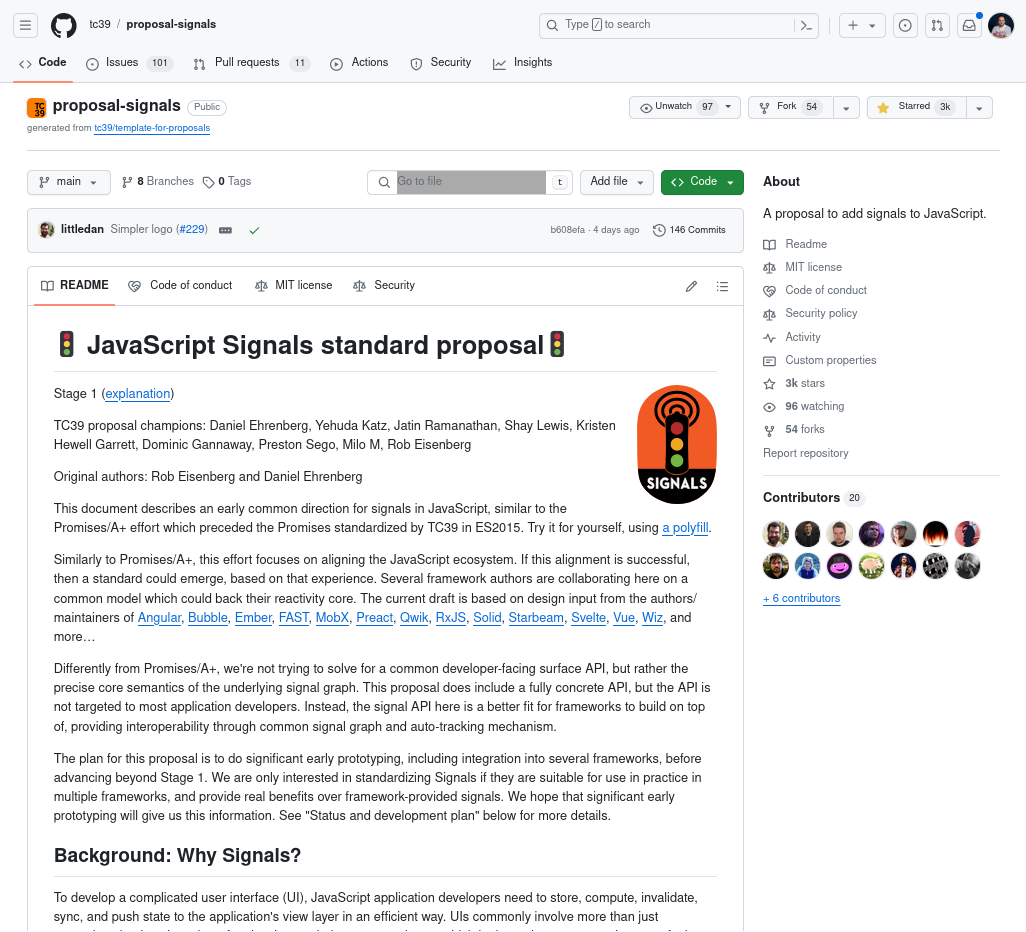 tc39 / proposal-signals
Type / to search
Code
Issues 101
Pull requests 11
Actions
Security
Insights
TC
39
proposal-signals Public
Unwatch 97
Fork 54
Starred 3k
generated from tc39/template-for-proposals
main
8 Branches
0 Tags
Go to file
t
Add file
Code
littledan Simpler logo (#229)
b608efa · 4 days ago
146 Commits
README
Code of conduct
MIT license
Security
JavaScript Signals standard proposal
Stage 1 (explanation)
TC39 proposal champions: Daniel Ehrenberg, Yehuda Katz, Jatin Ramanathan, Shay Lewis, Kristen
Hewell Garrett, Dominic Gannaway, Preston Sego, Milo M, Rob Eisenberg
Original authors: Rob Eisenberg and Daniel Ehrenberg
SIGNALS
This document describes an early common direction for signals in JavaScript, similar to the
Promises/A+ effort which preceded the Promises standardized by TC39 in ES2015. Try it for yourself, using a polyfill.
Similarly to Promises/A+, this effort focuses on aligning the JavaScript ecosystem. If this alignment is successful,
then a standard could emerge, based on that experience. Several framework authors are collaborating here on a
common model which could back their reactivity core. The current draft is based on design input from the authors/
maintainers of Angular, Bubble, Ember, FAST, MobX, Preact, Qwik, RxJS, Solid, Starbeam, Svelte, Vue, Wiz, and
more…
Differently from Promises/A+, we're not trying to solve for a common developer-facing surface API, but rather the
precise core semantics of the underlying signal graph. This proposal does include a fully concrete API, but the API is
not targeted to most application developers. Instead, the signal API here is a better fit for frameworks to build on top
of, providing interoperability through common signal graph and auto-tracking mechanism.
The plan for this proposal is to do significant early prototyping, including integration into several frameworks, before
advancing beyond Stage 1. We are only interested in standardizing Signals if they are suitable for use in practice in
multiple frameworks, and provide real benefits over framework-provided signals. We hope that significant early
prototyping will give us this information. See "Status and development plan" below for more details.
Background: Why Signals?
To develop a complicated user interface (UI), JavaScript application developers need to store, compute, invalidate,
sync, and push state to the application's view layer in an efficient way. UIs commonly involve more than just
About
A proposal to add signals to JavaScript.
Readme
MIT license
Code of conduct
Security policy
Activity
Custom properties
3k stars
96 watching
54 forks
Report repository
Contributors 20
+ 6 contributors